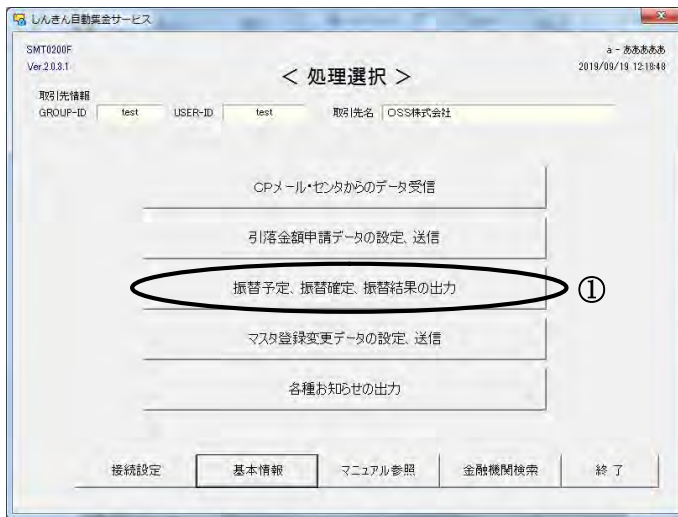 しんきん自動集金サービス
SMT0200F
a - ああああああ
Ver.2.0.3.1
< 処理選択 >
2019/09/19 12:18:48
取引先情報
GROUP-ID test USER-ID test 取引先名 OSS株式会社
CPメール・センタからのデータ受信
引落金額申請データの設定、送信
振替予定、振替確定、振替結果の出力 ①
マスタ登録変更データの設定、送信
各種お知らせの出力
接続設定 基本情報 マニュアル参照 金融機関検索 終了